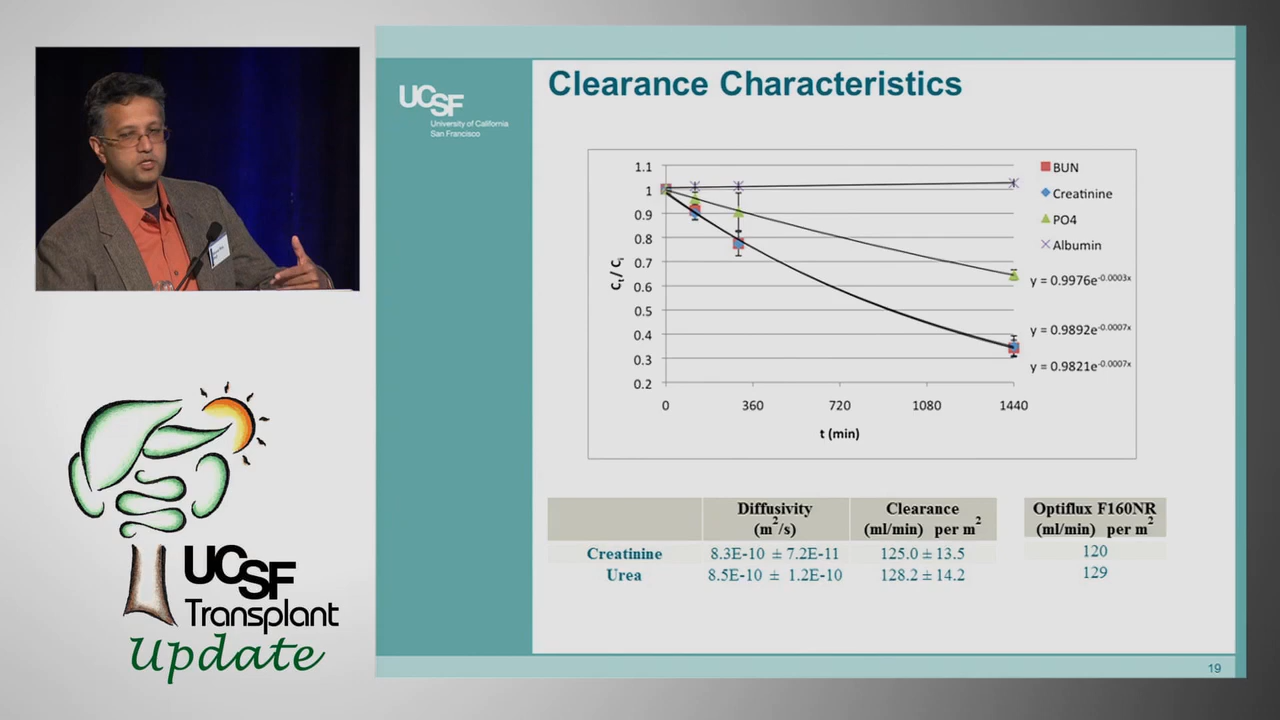 Clearance Characteristics
UCSF
University of California
San Francisco
1.1
1
0.9
0.8
0.7
0.6
0.5
0.4
0.3
0.2
Ct / Ci
0 360 720 1080 1440
t (min)
BUN
Creatinine
PO4
Albumin
y = 0.9976e-0.0003x
y = 0.9892e-0.0007x
y = 0.9821e-0.0007x
Diffusivity Clearance Optiflux F160NR
(m2/s) (ml/min) per m2 (ml/min) per m2
Creatinine 8.3E-10 ± 7.2E-11 125.0 ± 13.5 120
Urea 8.5E-10 ± 1.2E-10 128.2 ± 14.2 129
19
UCSF
Transplant
Update